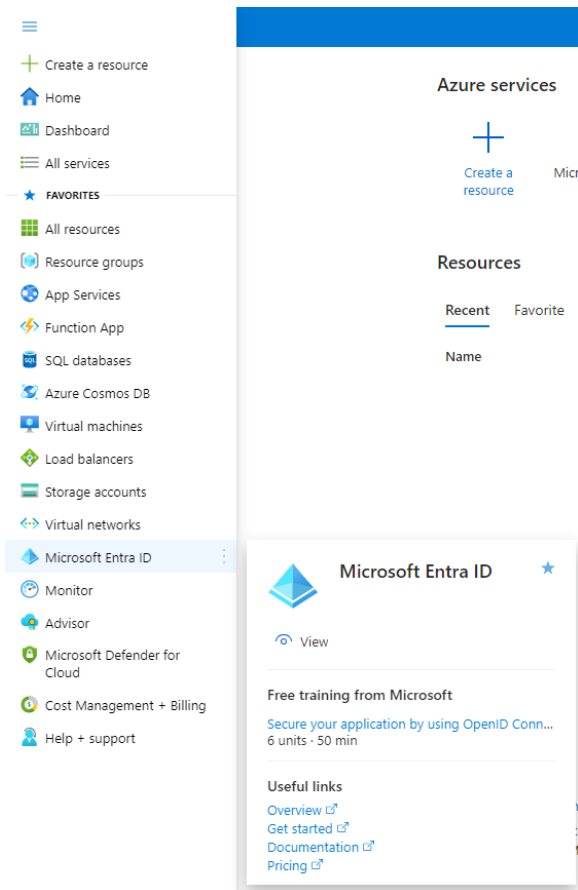 Create a resource
Home
Dashboard
All services
FAVORITES
All resources
Resource groups
App Services
Function App
SQL
SQL databases
Azure Cosmos DB
Virtual machines
Load balancers
Storage accounts
Virtual networks
Microsoft Entra ID
Monitor
Advisor
Microsoft Defender for
Cloud
Cost Management + Billing
Help + support
Azure services
Create a
resource
Micr
Resources
Recent Favorite
Name
Microsoft Entra ID
View
Free training from Microsoft
Secure your application by using OpenID Conn...
6 units · 50 min
Useful links
Overview
Get started
Documentation
Pricing